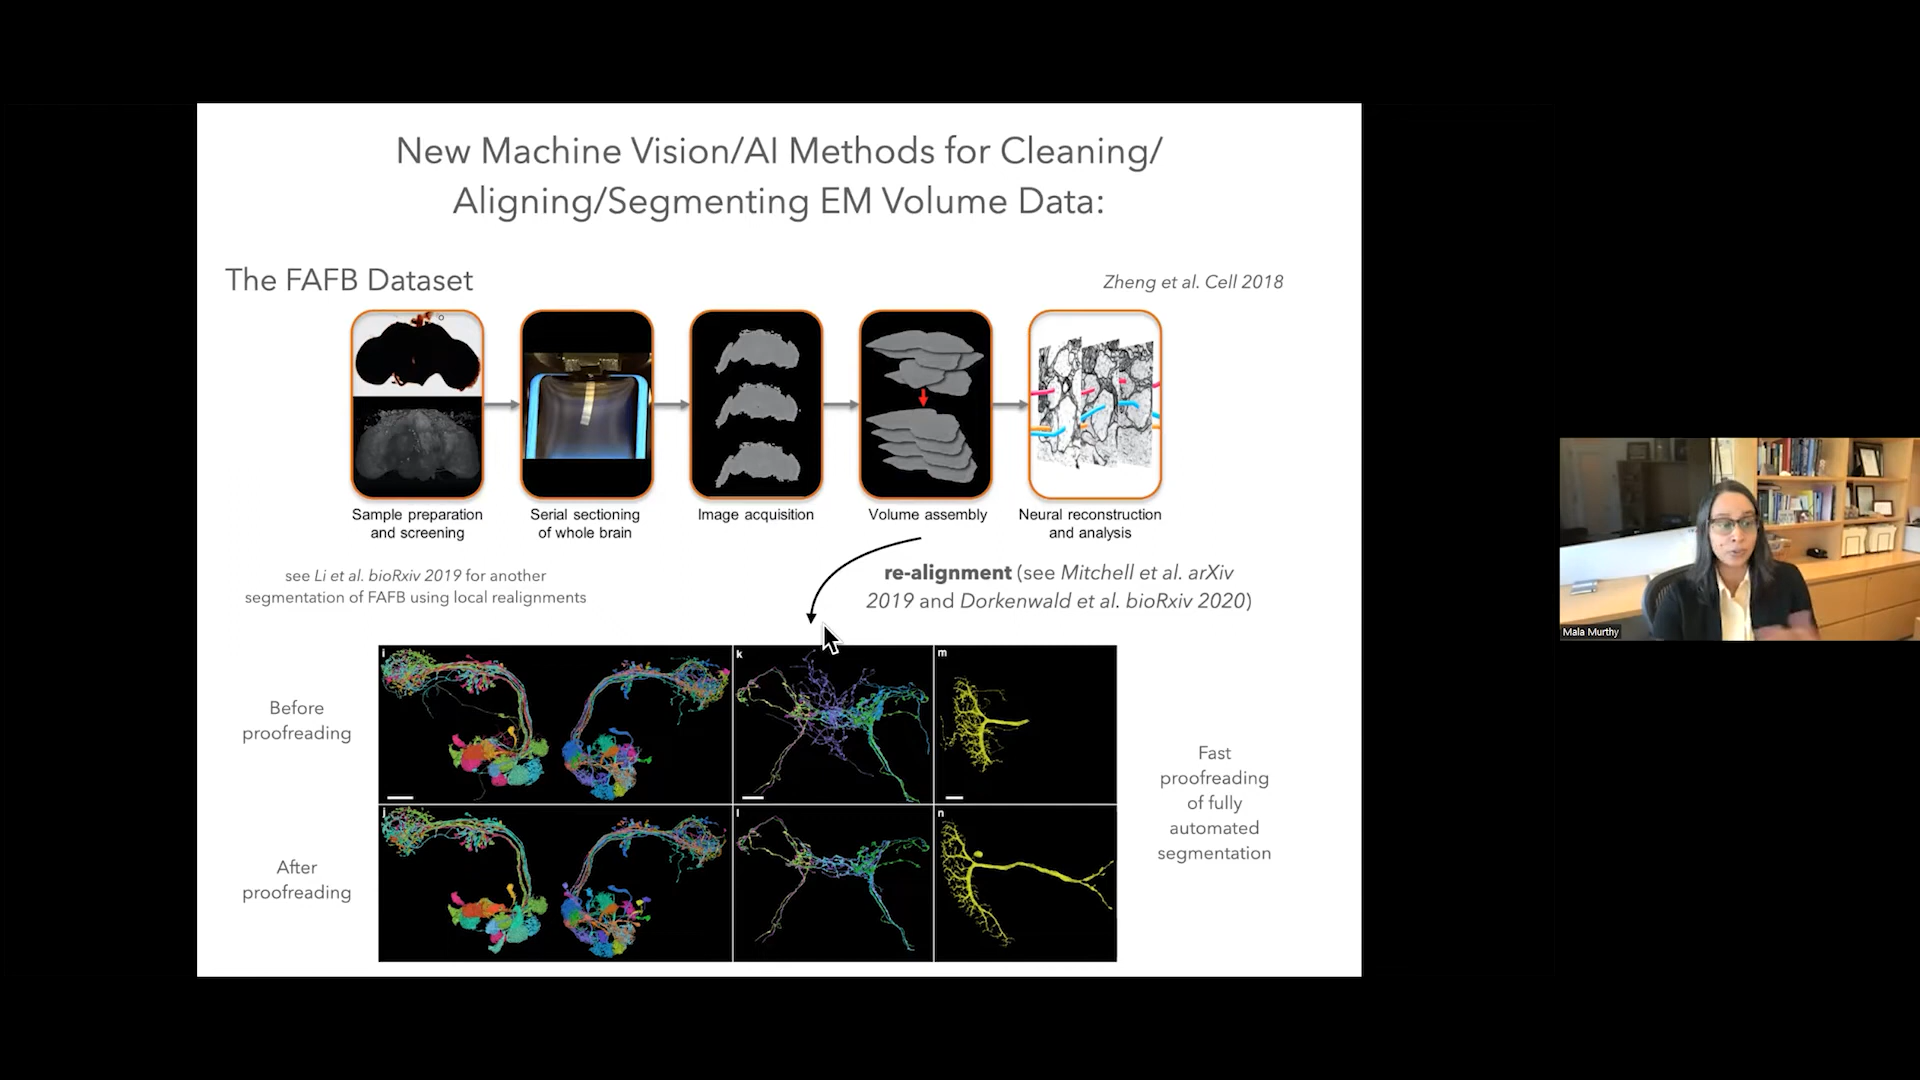 New Machine Vision/AI Methods for Cleaning/
Aligning/Segmenting EM Volume Data:
The FAFB Dataset
Zheng et al. Cell 2018
Sample preparation
and screening
Serial sectioning
of whole brain
Image acquisition
Volume assembly
Neural reconstruction
and analysis
see Li et al. bioRxiv 2019 for another
segmentation of FAFB using local realignments
re-alignment (see Mitchell et al. arXiv
2019 and Dorkenwald et al. bioRxiv 2020)
Before
proofreading
i
k
m
After
proofreading
j
l
n
Fast
proofreading
of fully
automated
segmentation
Mala Murthy